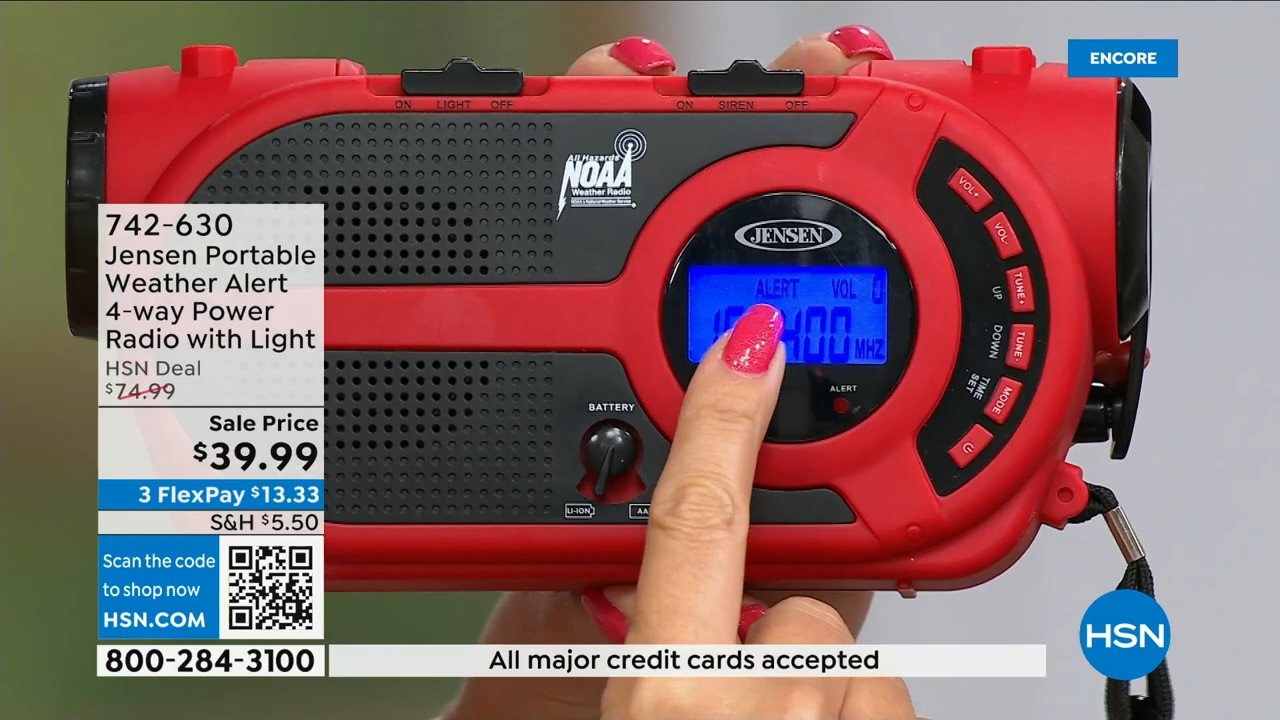 ENCORE
ON LIGHT OFF
ON SIREN OFF
All Hazards
NOAA
Weather Radio
JENSEN
ALERT VOL 0
MHZ
ALERT
VOL+
VOL-
TUNE+
UP
TUNE-
DOWN
MODE
TIME SET
BATTERY
LI-ION
AA
742-630
Jensen Portable
Weather Alert
4-way Power
Radio with Light
HSN Deal
$74.99
Sale Price
$39.99
3 FlexPay $13.33
S&H $5.50
Scan the code
to shop now
HSN.COM
800-284-3100
All major credit cards accepted
HSN